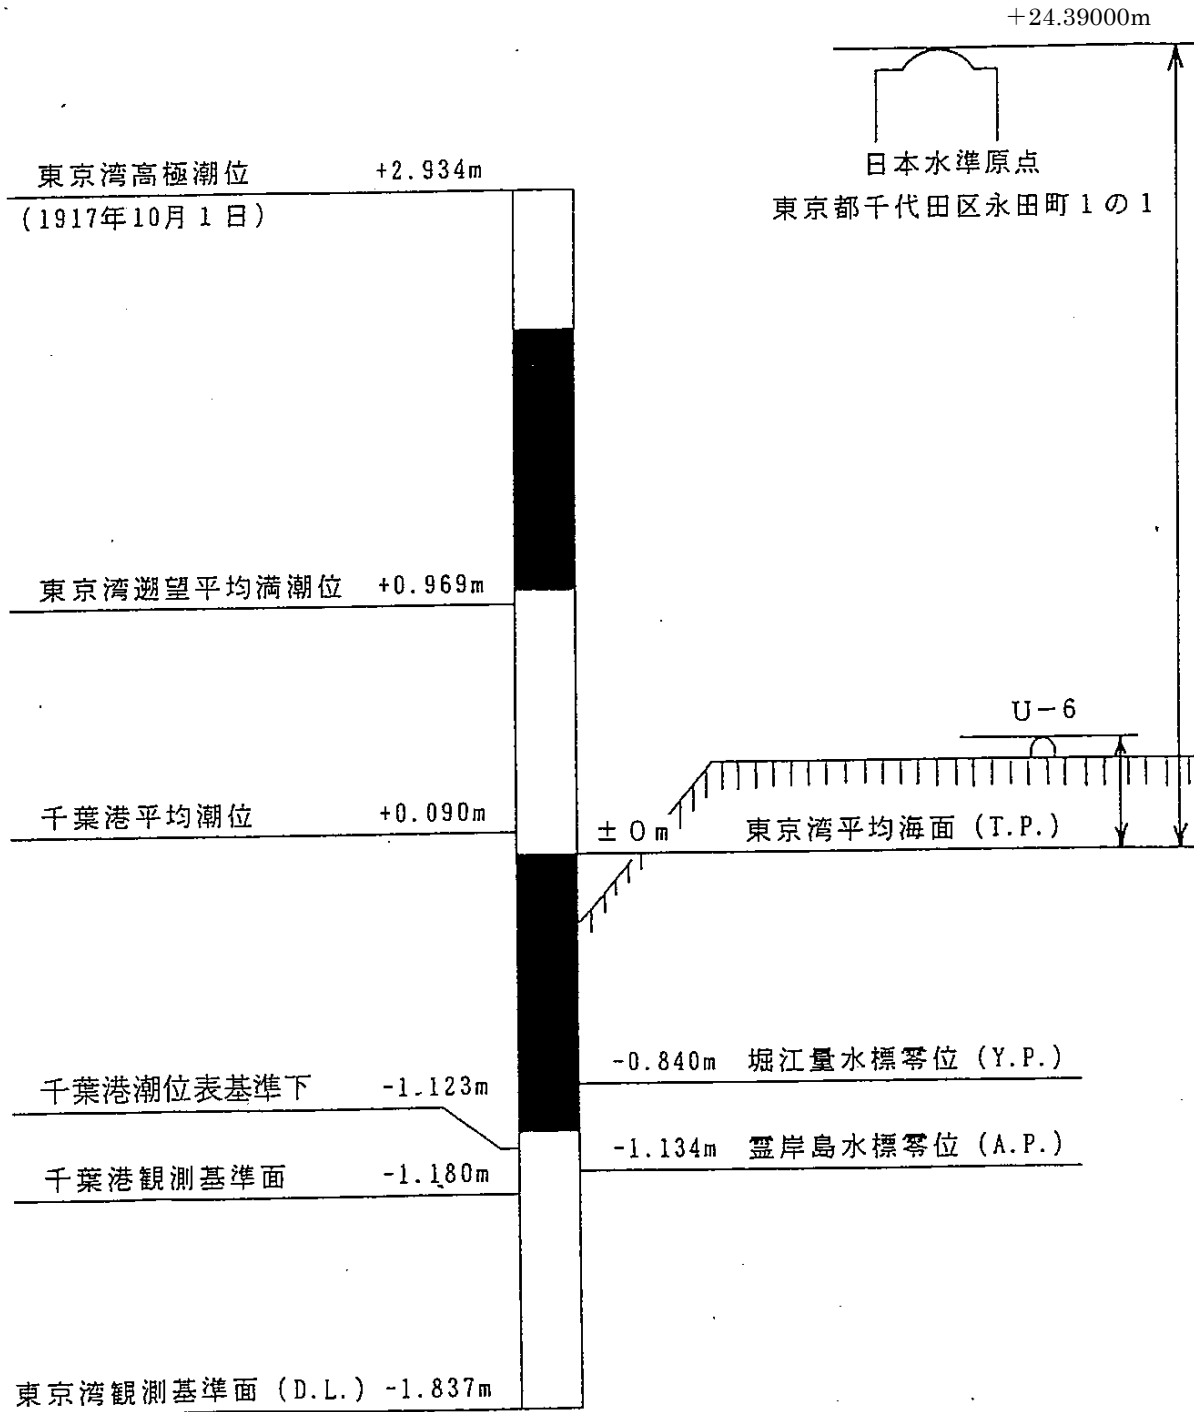 +24.39000m
日本水準原点
東京都千代田区永田町1の1
東京湾高極潮位 +2.934m
(1917年10月1日)
東京湾遡望平均満潮位 +0.969m
U-6
千葉港平均潮位 +0.090m
±0m 東京湾平均海面 (T.P.)
-0.840m 堀江量水標零位 (Y.P.)
千葉港潮位表基準下 -1.123m
-1.134m 霊岸島水標零位 (A.P.)
千葉港観測基準面 -1.180m
東京湾観測基準面 (D.L.) -1.837m